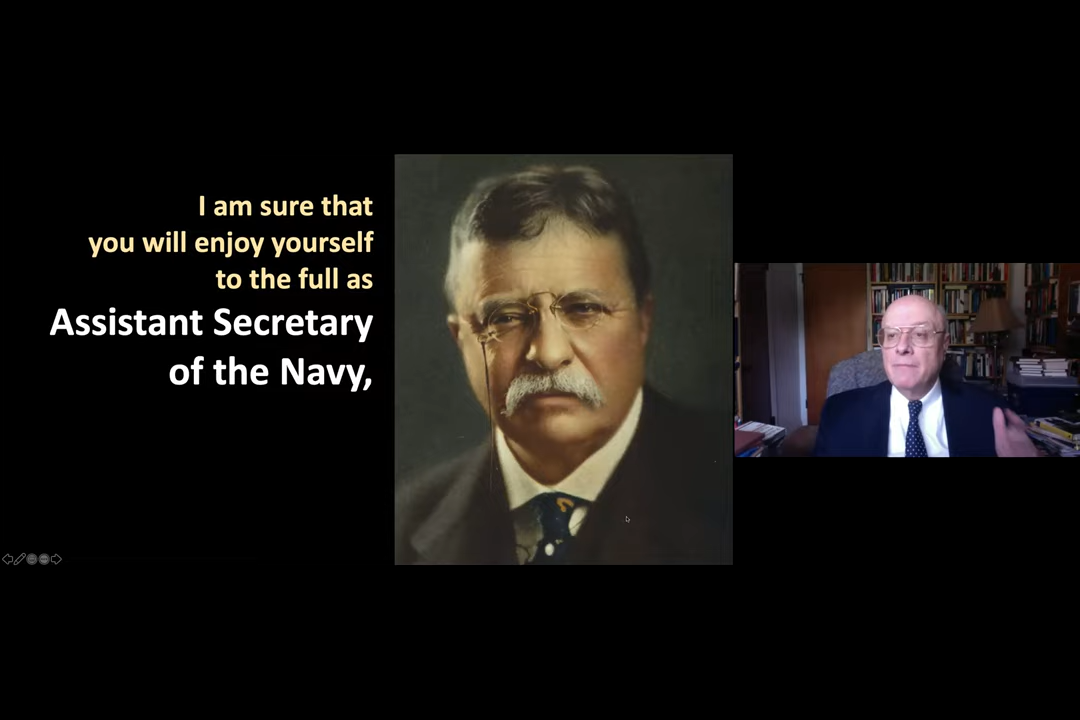 I am sure that
you will enjoy yourself
to the full as
Assistant Secretary
of the Navy,